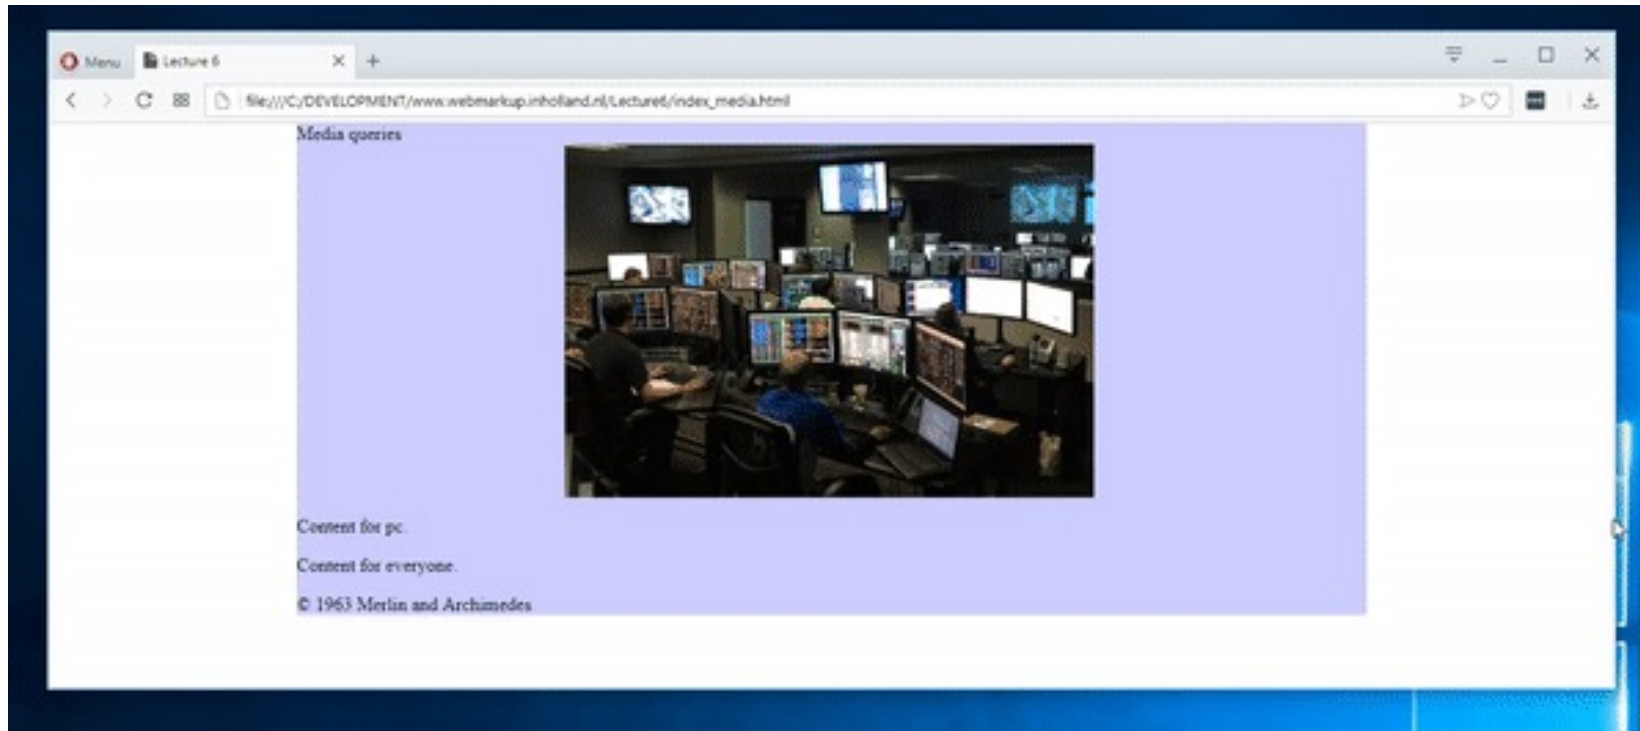 Menu
Lecture 6
file:///C:/DEVELOPMENT/www.webmarkup.inholland.nl/Lecture6/index_media.html
Media queries
Content for pc.
Content for everyone.
© 1963 Merlin and Archimedes